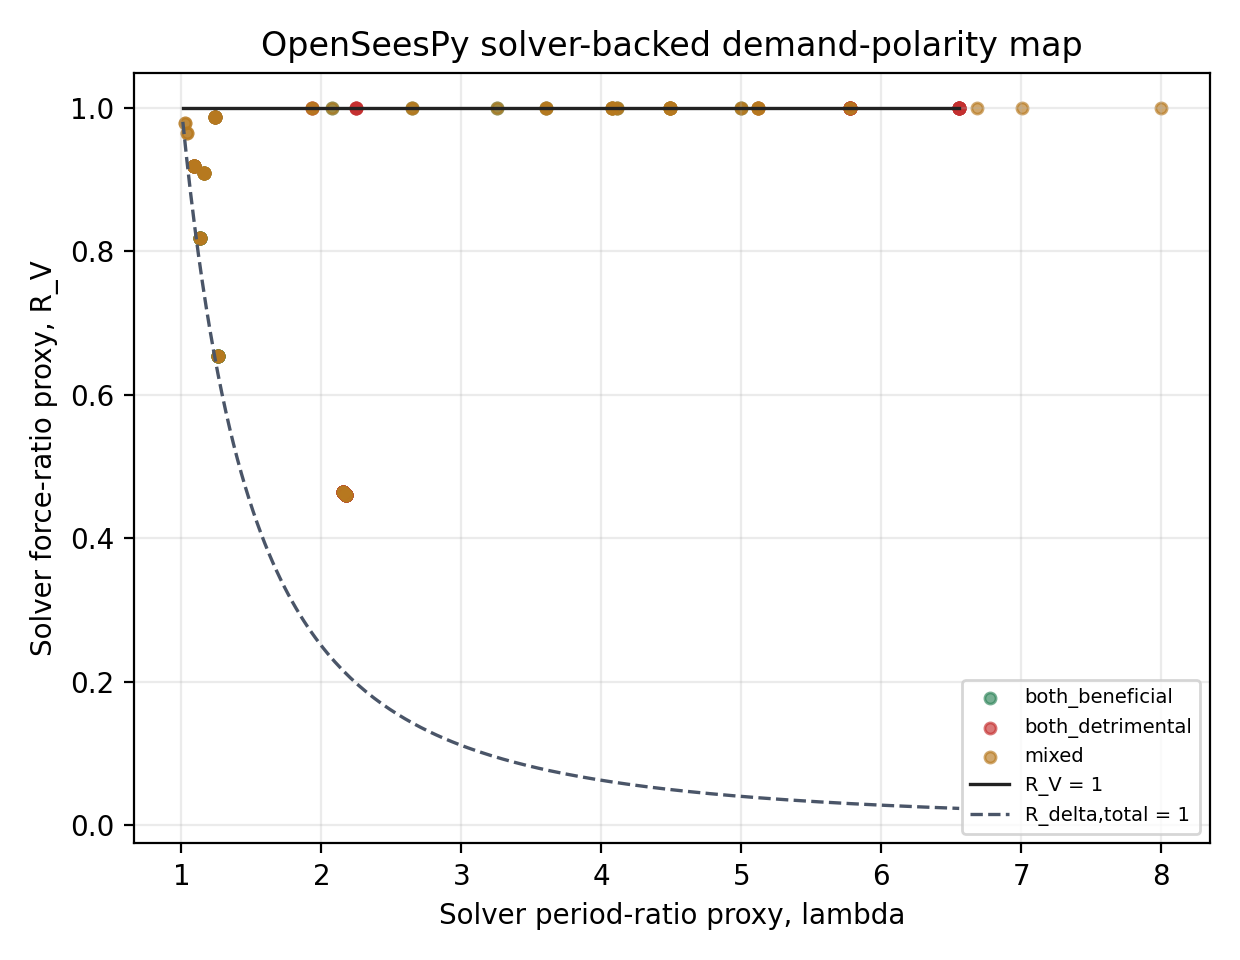 OpenSeesPy solver-backed demand-polarity map
Solver force-ratio proxy, R_V
1.0
0.8
0.6
0.4
0.2
0.0
both_beneficial
both_detrimental
mixed
R_V = 1
R_delta,total = 1
1 2 3 4 5 6 7 8
Solver period-ratio proxy, lambda